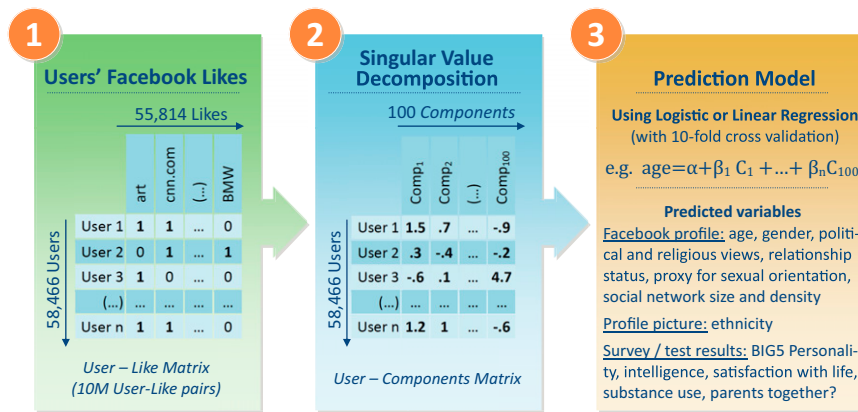 1
Users' Facebook Likes
55,814 Likes
art cnn.com (...) BMW
58,466 Users
User 1 1 1 ... 0
User 2 0 1 ... 1
User 3 1 0 ... 0
(...) ... ... ... ...
User n 1 1 ... 0
User – Like Matrix
(10M User-Like pairs)
2
Singular Value
Decomposition
100 Components
Comp1 Comp2 (...) Comp100
58,466 Users
User 1 1.5 .7 ... -.9
User 2 .3 -.4 ... -.2
User 3 -.6 .1 ... 4.7
(...) ... ... ... ...
User n 1.2 1 ... -.6
User – Components Matrix
3
Prediction Model
Using Logistic or Linear Regression
(with 10-fold cross validation)
e.g. age=α+β1 C1 +...+ βnC100
Predicted variables
Facebook profile: age, gender, politi-
cal and religious views, relationship
status, proxy for sexual orientation,
social network size and density
Profile picture: ethnicity
Survey / test results: BIG5 Personali-
ty, intelligence, satisfaction with life,
substance use, parents together?